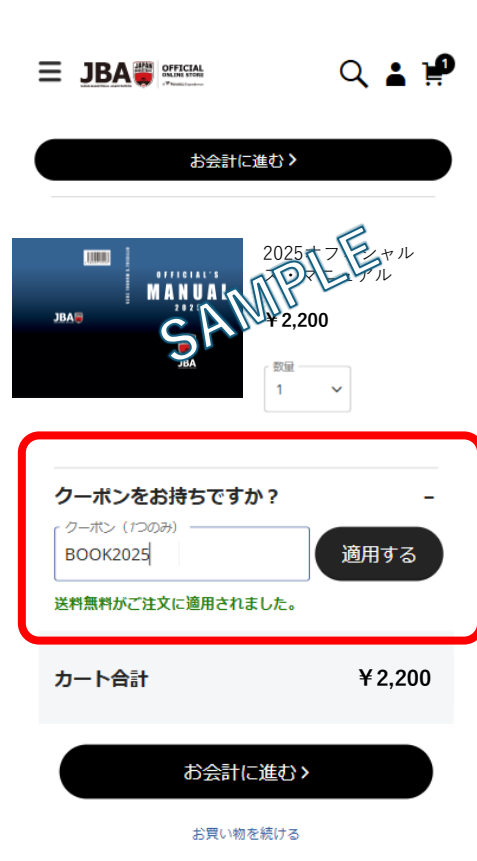 JBA
JAPAN
OFFICIAL
ONLINE STORE
1
お会計に進む
OFFICIAL'S
MANUAL
2025
JBA
JBA
SAMPLE
2025オフィシャル
ズ・マニュアル
￥2,200
数量
1
クーポンをお持ちですか？
クーポン（1つのみ）
BOOK2025
適用する
送料無料がご注文に適用されました。
カート合計
￥2,200
お会計に進む
お買い物を続ける